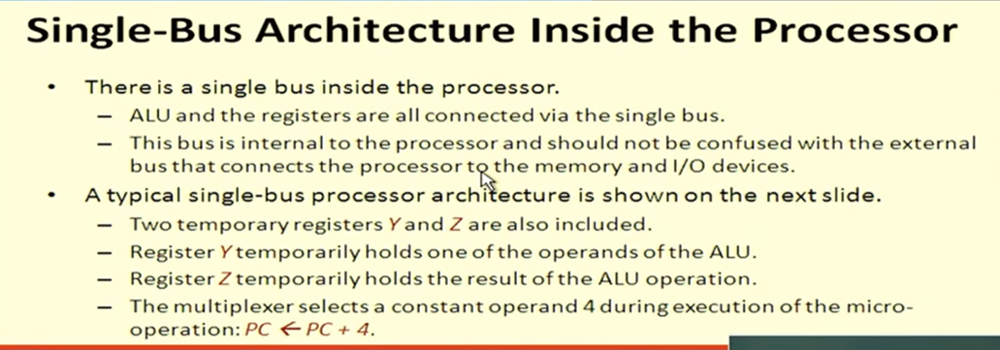 Single-Bus Architecture Inside the Processor
• There is a single bus inside the processor.
– ALU and the registers are all connected via the single bus.
– This bus is internal to the processor and should not be confused with the external
bus that connects the processor to the memory and I/O devices.
• A typical single-bus processor architecture is shown on the next slide.
– Two temporary registers Y and Z are also included.
– Register Y temporarily holds one of the operands of the ALU.
– Register Z temporarily holds the result of the ALU operation.
– The multiplexer selects a constant operand 4 during execution of the micro-
operation: PC ← PC + 4.